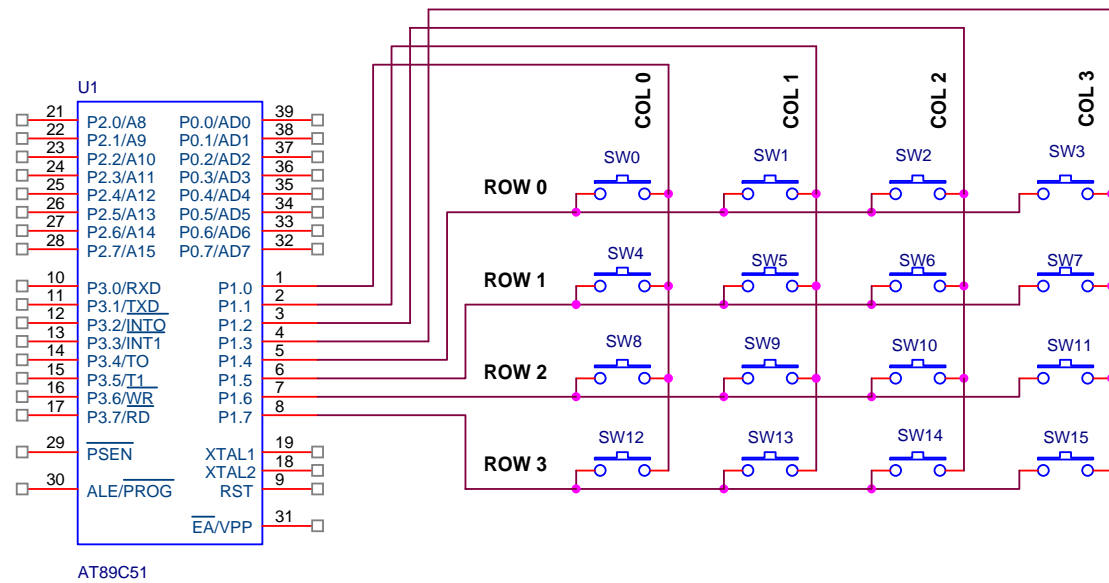 U1
21 P2.0/A8 P0.0/AD0 39
22 P2.1/A9 P0.1/AD1 38
23 P2.2/A10 P0.2/AD2 37
24 P2.3/A11 P0.3/AD3 36
25 P2.4/A12 P0.4/AD4 35
26 P2.5/A13 P0.5/AD5 34
27 P2.6/A14 P0.6/AD6 33
28 P2.7/A15 P0.7/AD7 32
10 P3.0/RXD P1.0 1
11 P3.1/TXD P1.1 2
12 P3.2/INTO P1.2 3
13 P3.3/INT1 P1.3 4
14 P3.4/TO P1.4 5
15 P3.5/T1 P1.5 6
16 P3.6/WR P1.6 7
17 P3.7/RD P1.7 8
29 PSEN XTAL1 19
XTAL2 18
30 ALE/PROG RST 9
EA/VPP 31
AT89C51
COL 0 COL 1 COL 2 COL 3
SW0 SW1 SW2 SW3
ROW 0
SW4 SW5 SW6 SW7
ROW 1
SW8 SW9 SW10 SW11
ROW 2
SW12 SW13 SW14 SW15
ROW 3